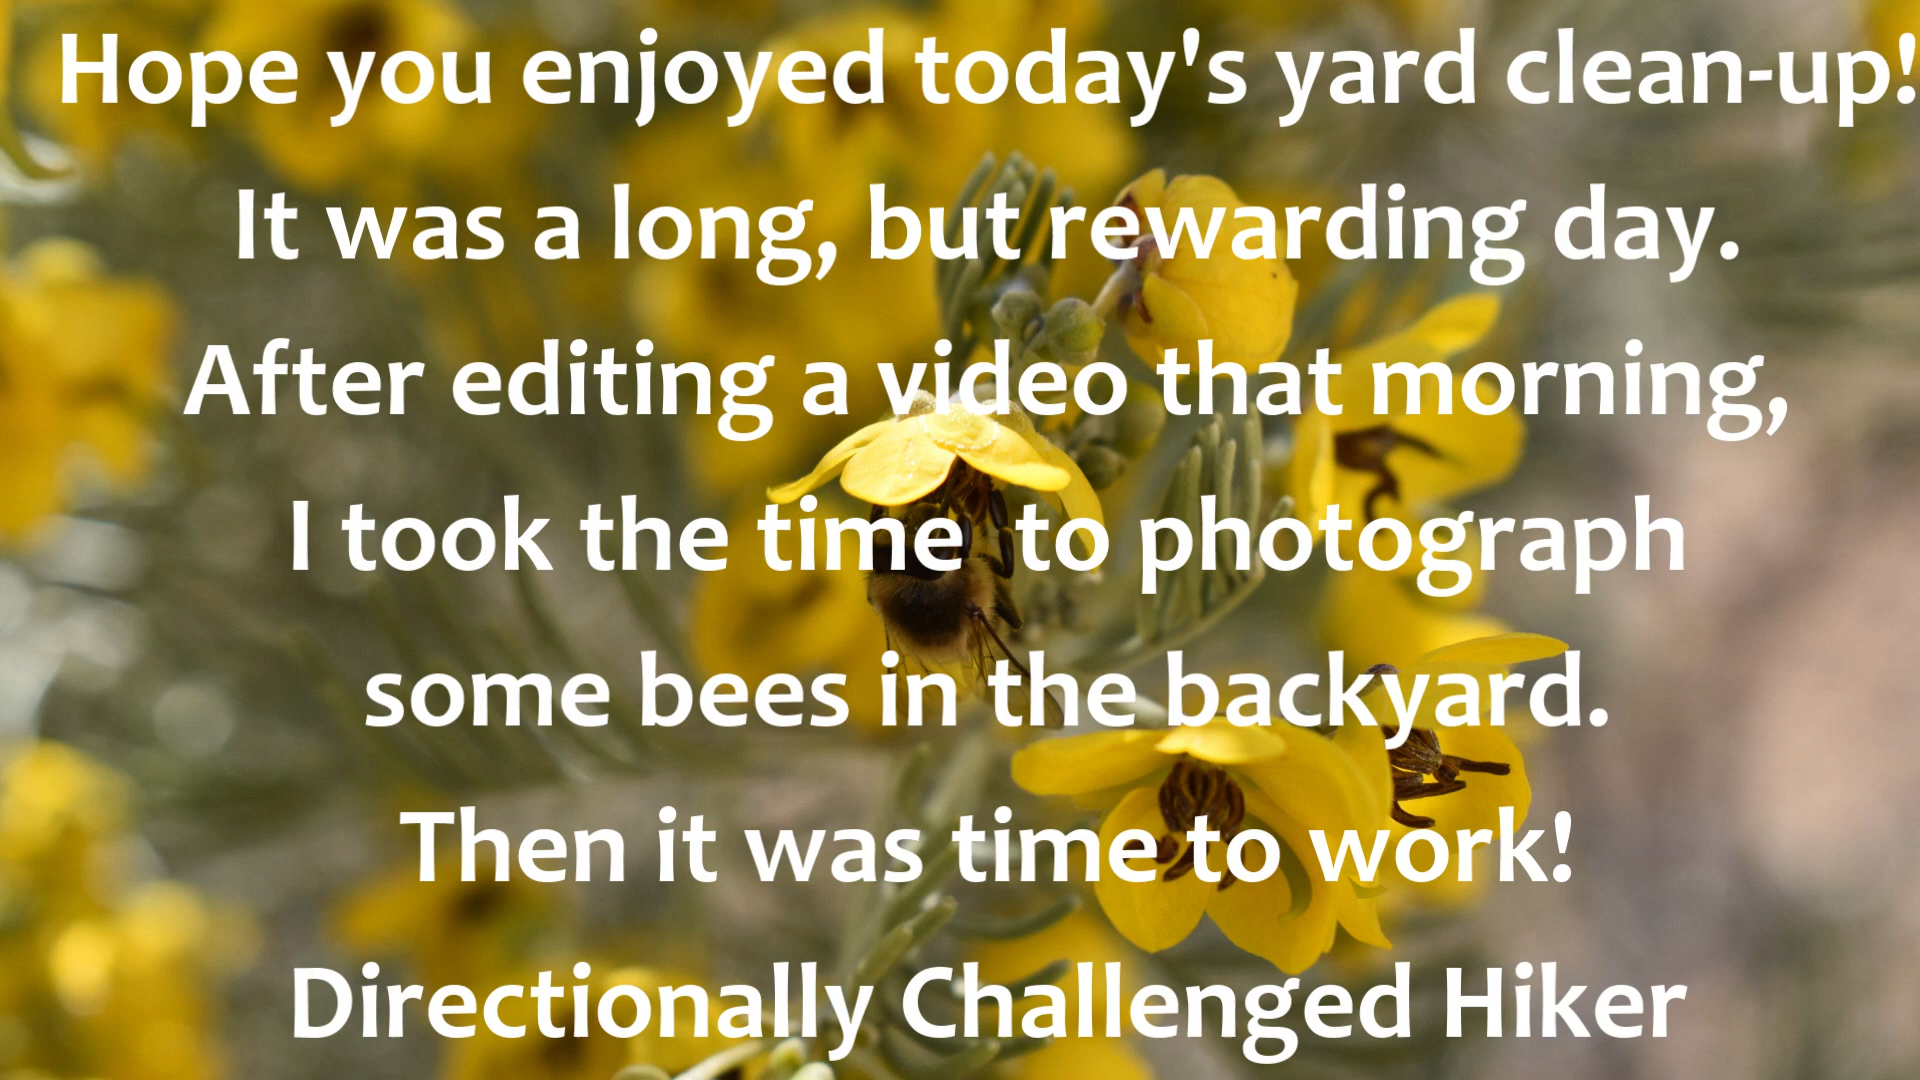 Hope you enjoyed today's yard clean-up!
It was a long, but rewarding day.
After editing a video that morning,
I took the time  to photograph
some bees in the backyard.
Then it was time to work!
Directionally Challenged Hiker